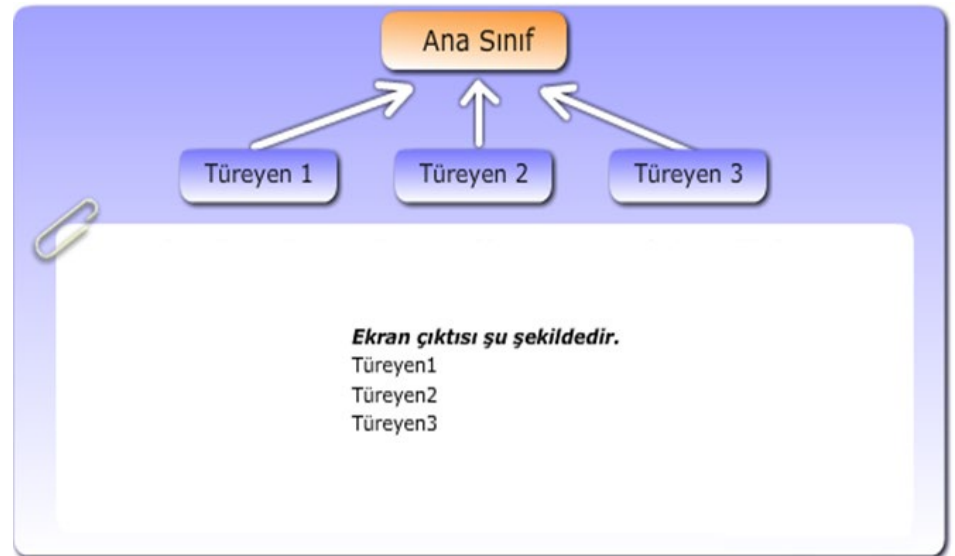 Ana Sınıf
Türeyen 1 Türeyen 2 Türeyen 3
Ekran çıktısı şu şekildedir.
Türeyen1
Türeyen2
Türeyen3